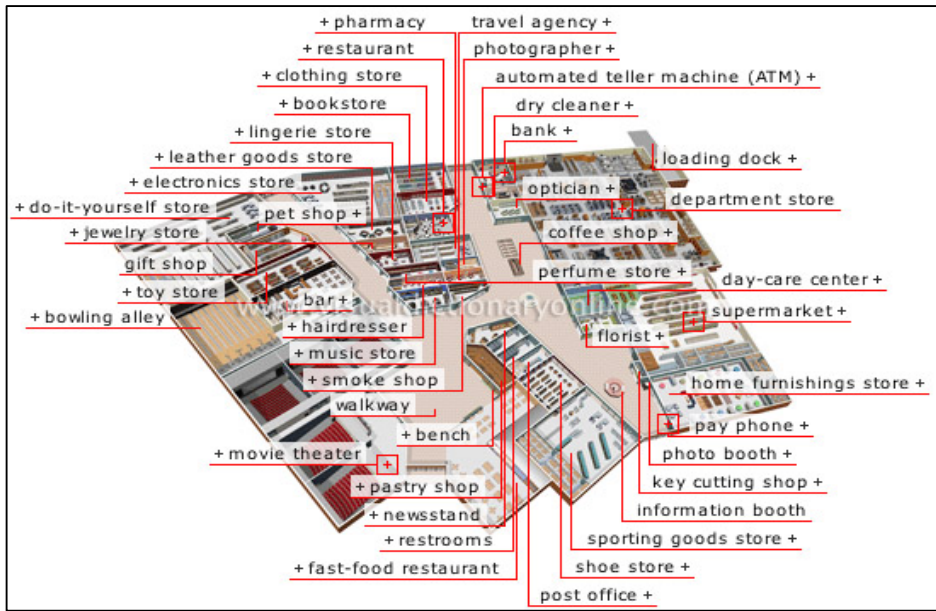 + pharmacy
travel agency +
+ restaurant
photographer +
+ clothing store
automated teller machine (ATM) +
+ bookstore
dry cleaner +
+ lingerie store
bank +
+ leather goods store
loading dock +
+ electronics store
optician +
department store
+ do-it-yourself store
pet shop +
+ jewelry store
coffee shop +
gift shop
perfume store +
day-care center +
+ toy store
bar +
www.visualdictionaryonline.com
supermarket +
+ bowling alley
+ hairdresser
florist +
+ music store
+ smoke shop
home furnishings store +
walkway
+ bench
pay phone +
+ movie theater
photo booth +
+ pastry shop
key cutting shop +
+ newsstand
information booth
+ restrooms
sporting goods store +
+ fast-food restaurant
shoe store +
post office +